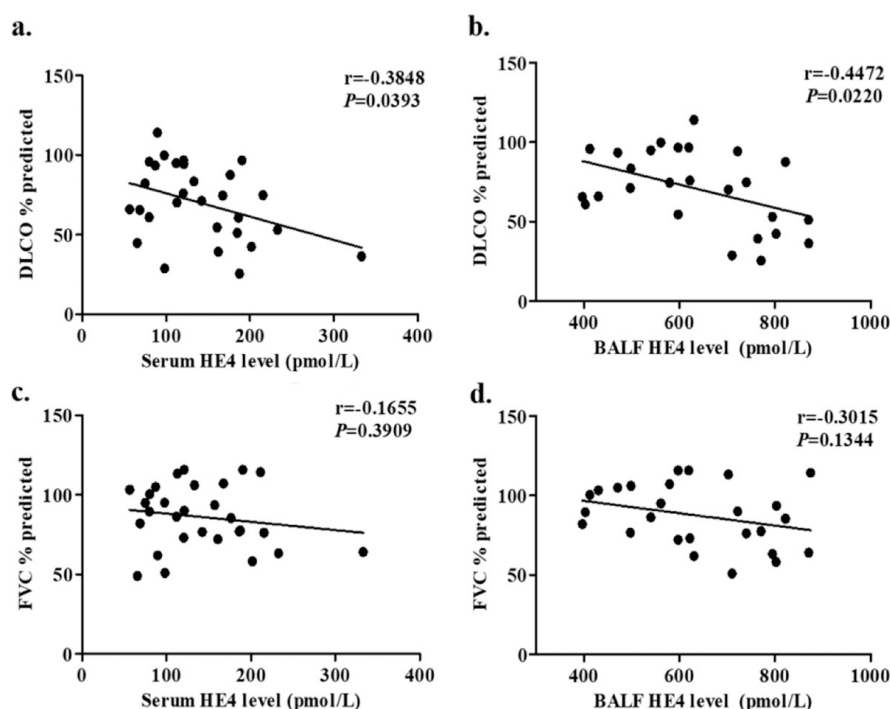 a.
r=-0.3848
P=0.0393
DLCO % predicted
150
100
50
0
0 100 200 300 400
Serum HE4 level (pmol/L)
b.
r=-0.4472
P=0.0220
DLCO % predicted
150
100
50
0
400 600 800 1000
BALF HE4 level (pmol/L)
c.
r=-0.1655
P=0.3909
FVC % predicted
150
100
50
0
0 100 200 300 400
Serum HE4 level (pmol/L)
d.
r=-0.3015
P=0.1344
FVC % predicted
150
100
50
0
400 600 800 1000
BALF HE4 level (pmol/L)